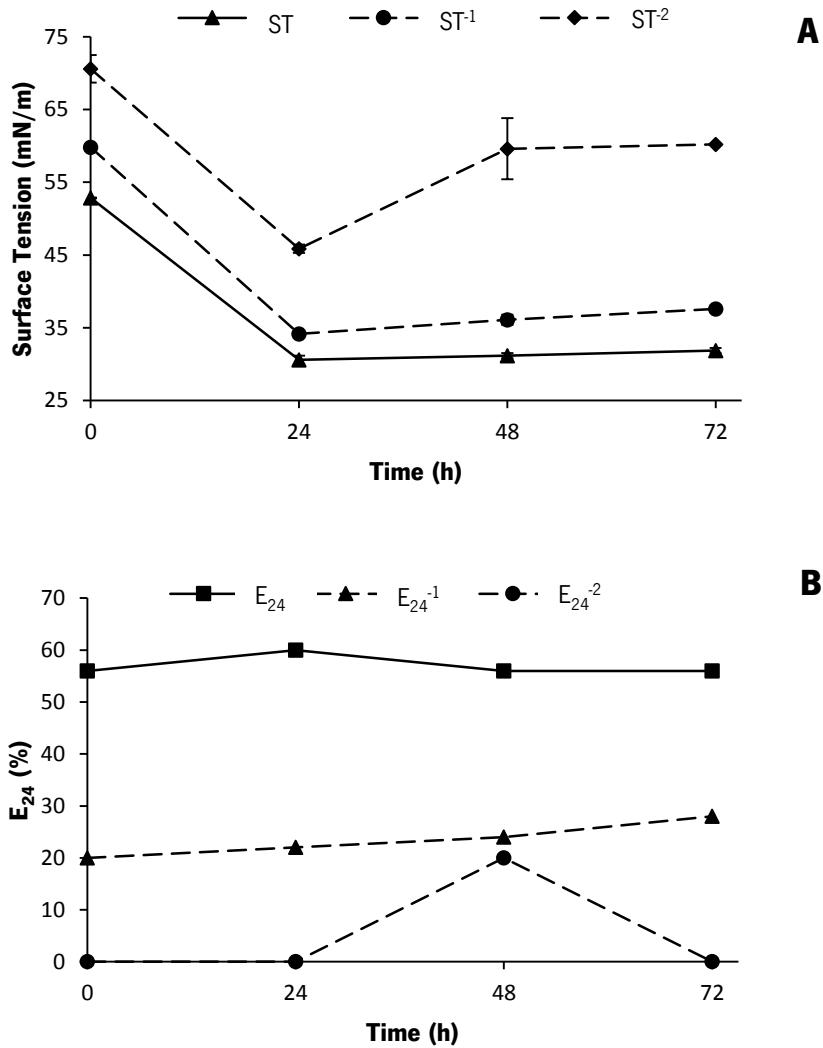 ST ST⁻¹ ST⁻² A
75
65
55
45
35
25
Surface Tension (mN/m)
0 24 48 72
Time (h)
E₂₄ E₂₄⁻¹ E₂₄⁻² B
70
60
50
40
30
20
10
0
E₂₄ (%)
0 24 48 72
Time (h)